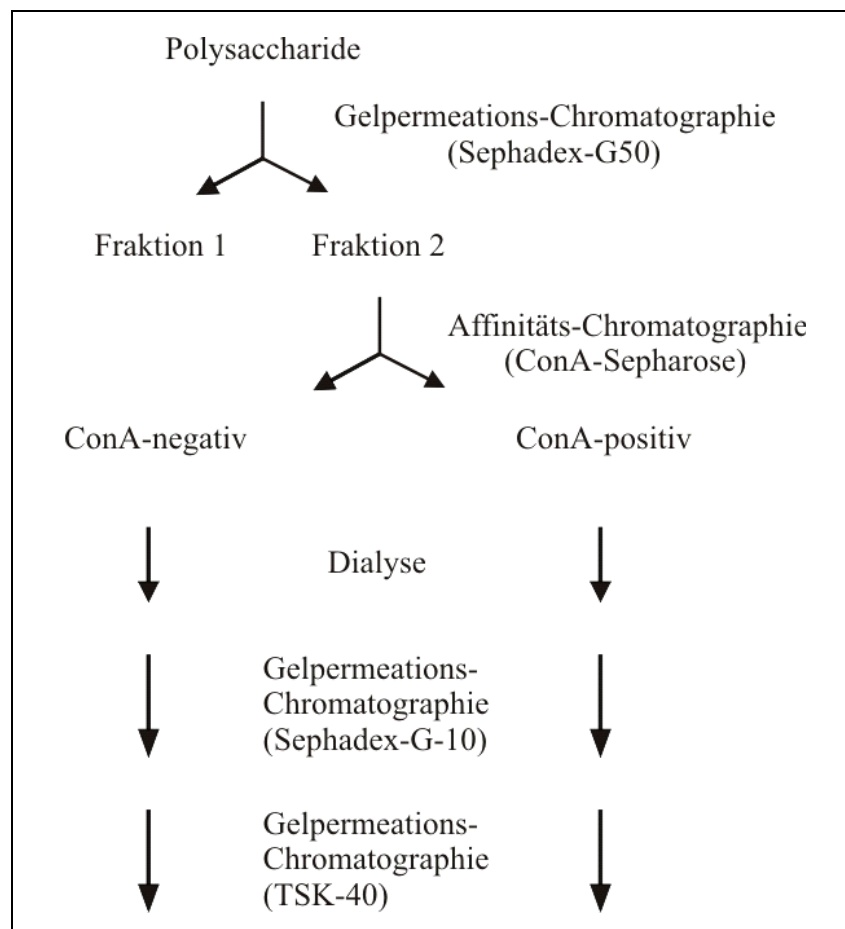 Polysaccharide
Gelpermeations-Chromatographie
(Sephadex-G50)
Fraktion 1
Fraktion 2
Affinitäts-Chromatographie
(ConA-Sepharose)
ConA-negativ
ConA-positiv
Dialyse
Gelpermeations-
Chromatographie
(Sephadex-G-10)
Gelpermeations-
Chromatographie
(TSK-40)